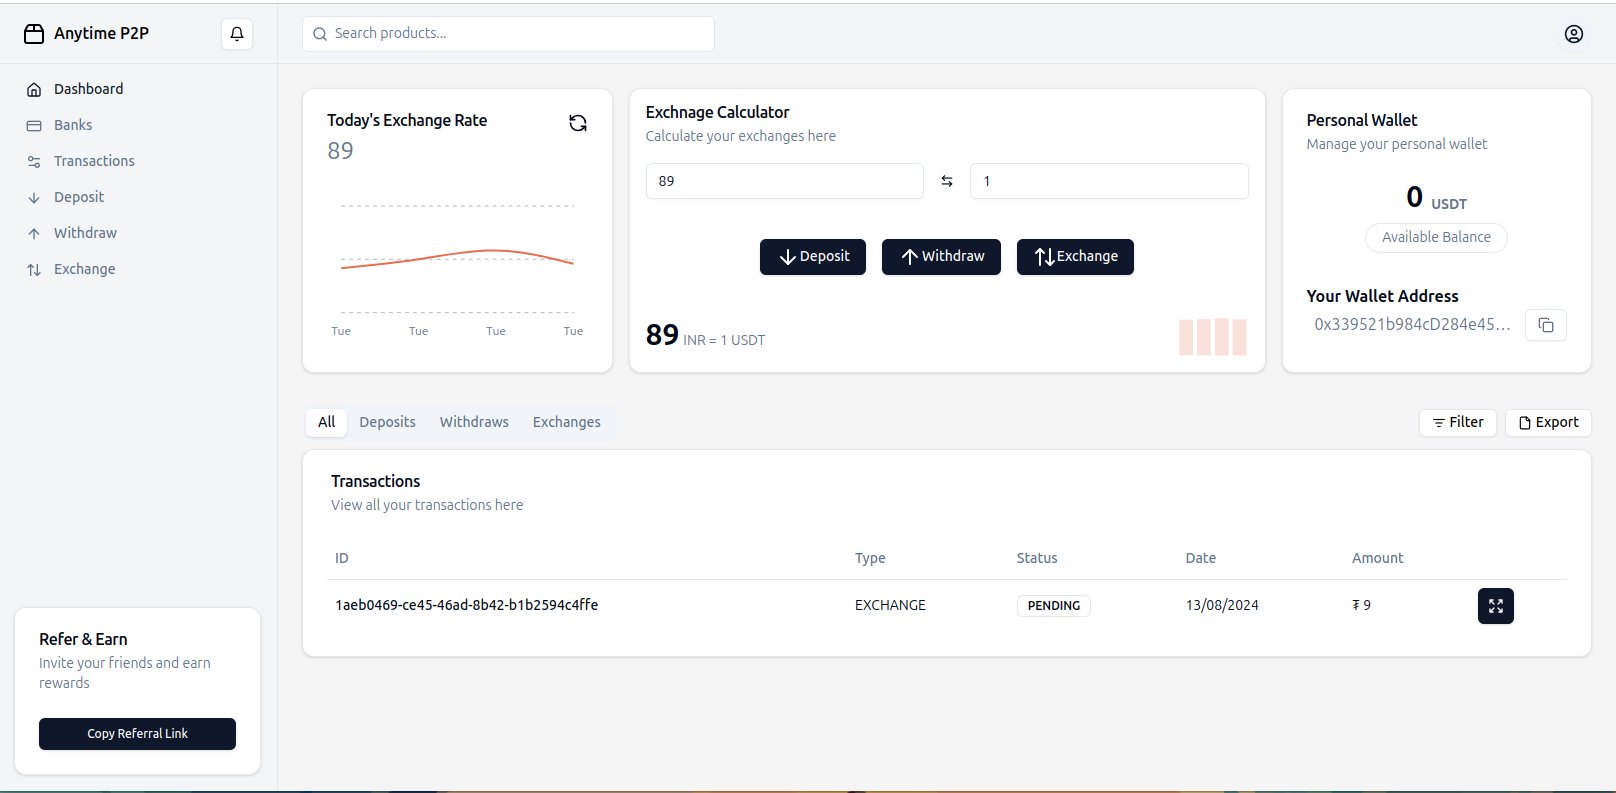 Anytime P2P
Search products...
Dashboard
Banks
Transactions
Deposit
Withdraw
Exchange
Refer & Earn
Invite your friends and earn
rewards
Copy Referral Link
Today's Exchange Rate
89
Tue Tue Tue Tue
Exchnage Calculator
Calculate your exchanges here
89 1
Deposit Withdraw Exchange
89 INR = 1 USDT
Personal Wallet
Manage your personal wallet
0 USDT
Available Balance
Your Wallet Address
0x339521b984cD284e45...
All Deposits Withdraws Exchanges
Filter Export
Transactions
View all your transactions here
ID Type Status Date Amount
1aeb0469-ce45-46ad-8b42-b1b2594c4ffe EXCHANGE PENDING 13/08/2024 ₮ 9